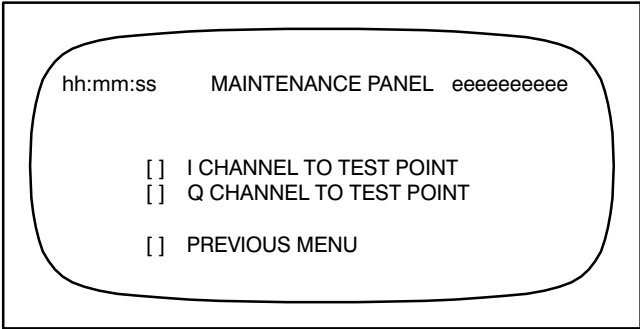 hh:mm:ss MAINTENANCE PANEL eeeeeeeeee
[ ] I CHANNEL TO TEST POINT
[ ] Q CHANNEL TO TEST POINT
[ ] PREVIOUS MENU